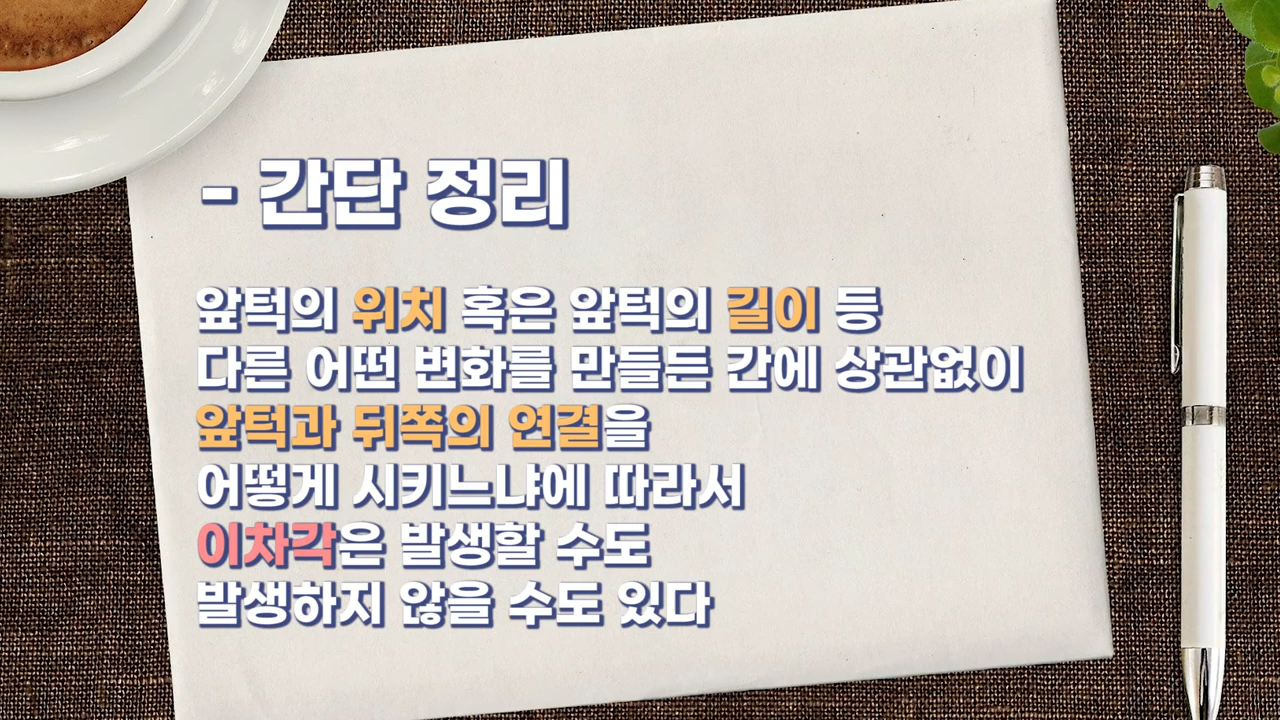 - 간단 정리
앞턱의 위치 혹은 앞턱의 길이 등
다른 어떤 변화를 만들든 간에 상관없이
앞턱과 뒤쪽의 연결을
어떻게 시키느냐에 따라서
이차각은 발생할 수도
발생하지 않을 수도 있다